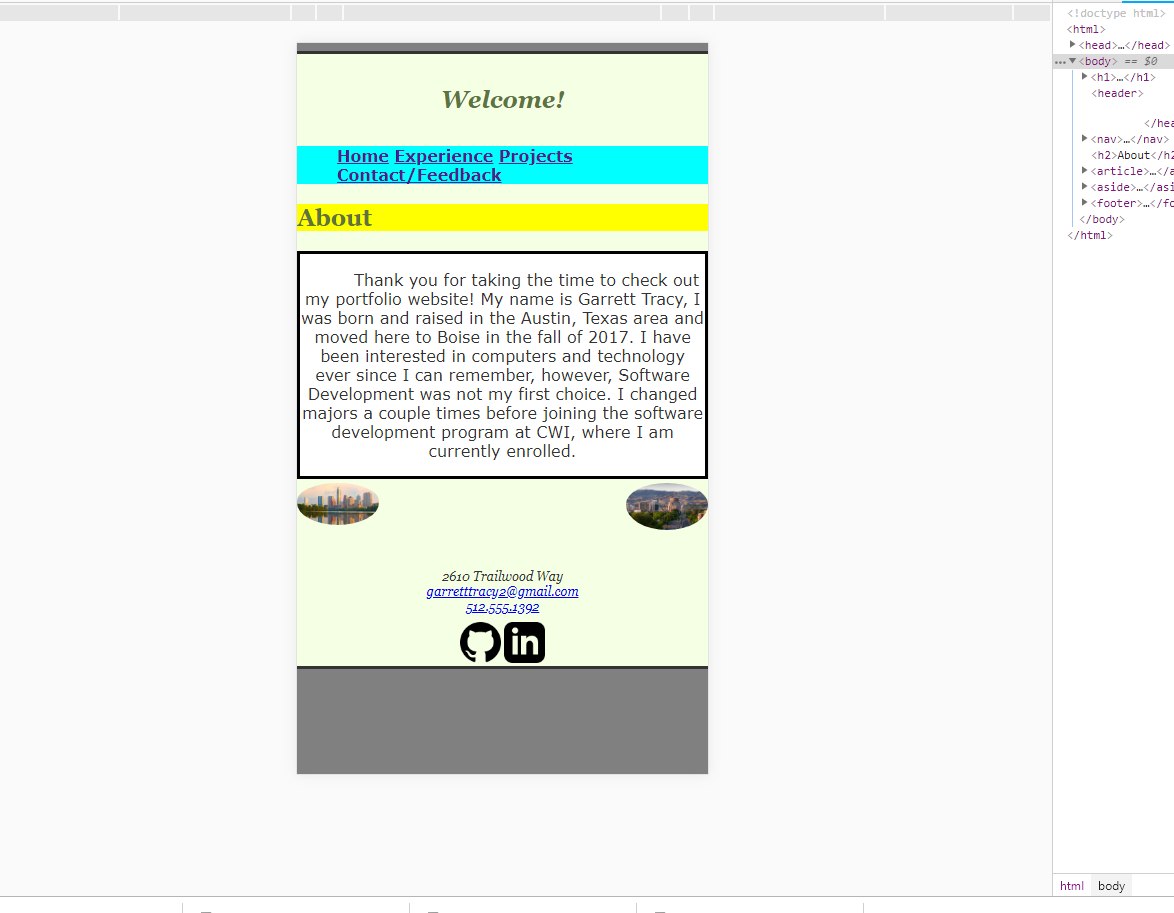 Welcome!
Home Experience Projects
Contact/Feedback
About
Thank you for taking the time to check out
my portfolio website! My name is Garrett Tracy, I
was born and raised in the Austin, Texas area and
moved here to Boise in the fall of 2017. I have
been interested in computers and technology
ever since I can remember, however, Software
Development was not my first choice. I changed
majors a couple times before joining the software
development program at CWI, where I am
currently enrolled.
2610 Trailwood Way
garretttracy2@gmail.com
512.555.1392
in
<!doctype html>
<html>
<head>…</head>
<body> == $0
<h1>…</h1>
<header>
</hea
<nav>…</nav>
<h2>About</h2
<article>…</a
<aside>…</asi
<footer>…</fo
</body>
</html>
html body